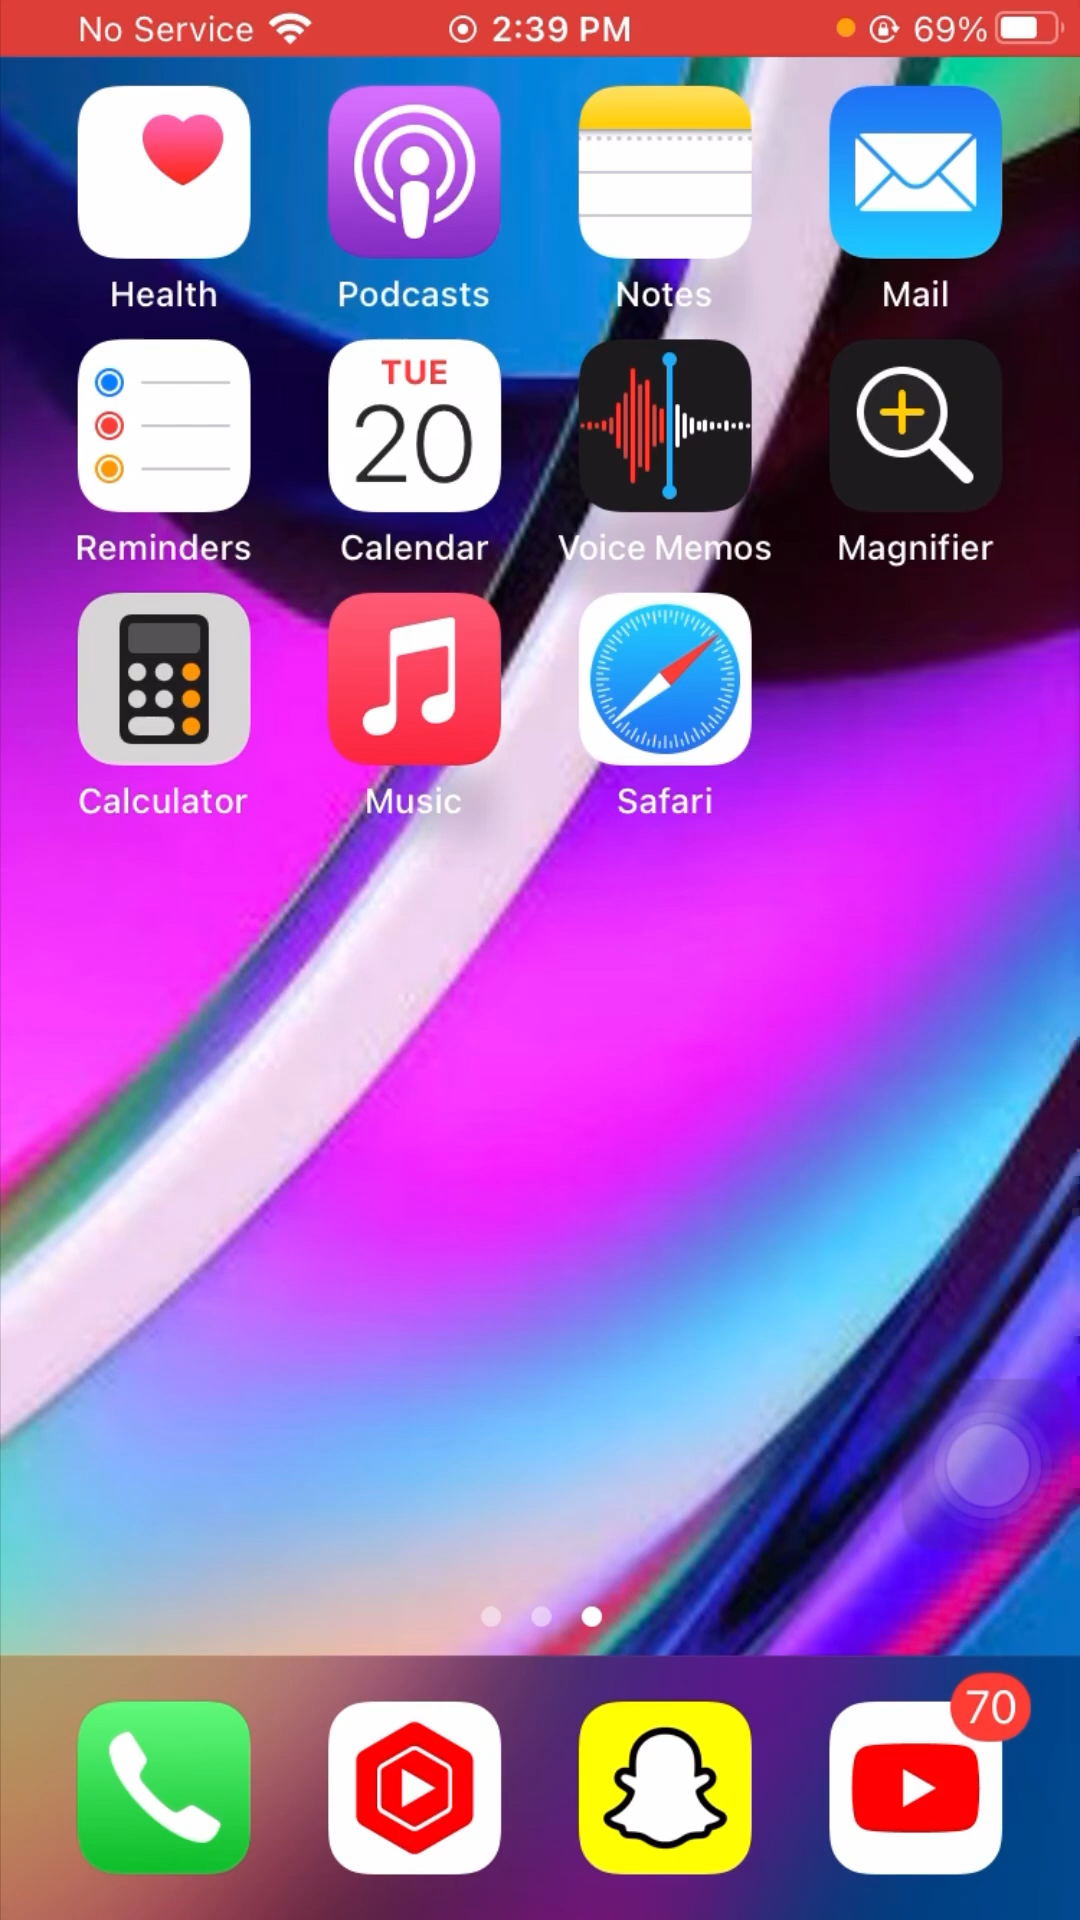 No Service 2:39 PM 69%
Health Podcasts Notes Mail
TUE
20
Reminders Calendar Voice Memos Magnifier
Calculator Music Safari
70